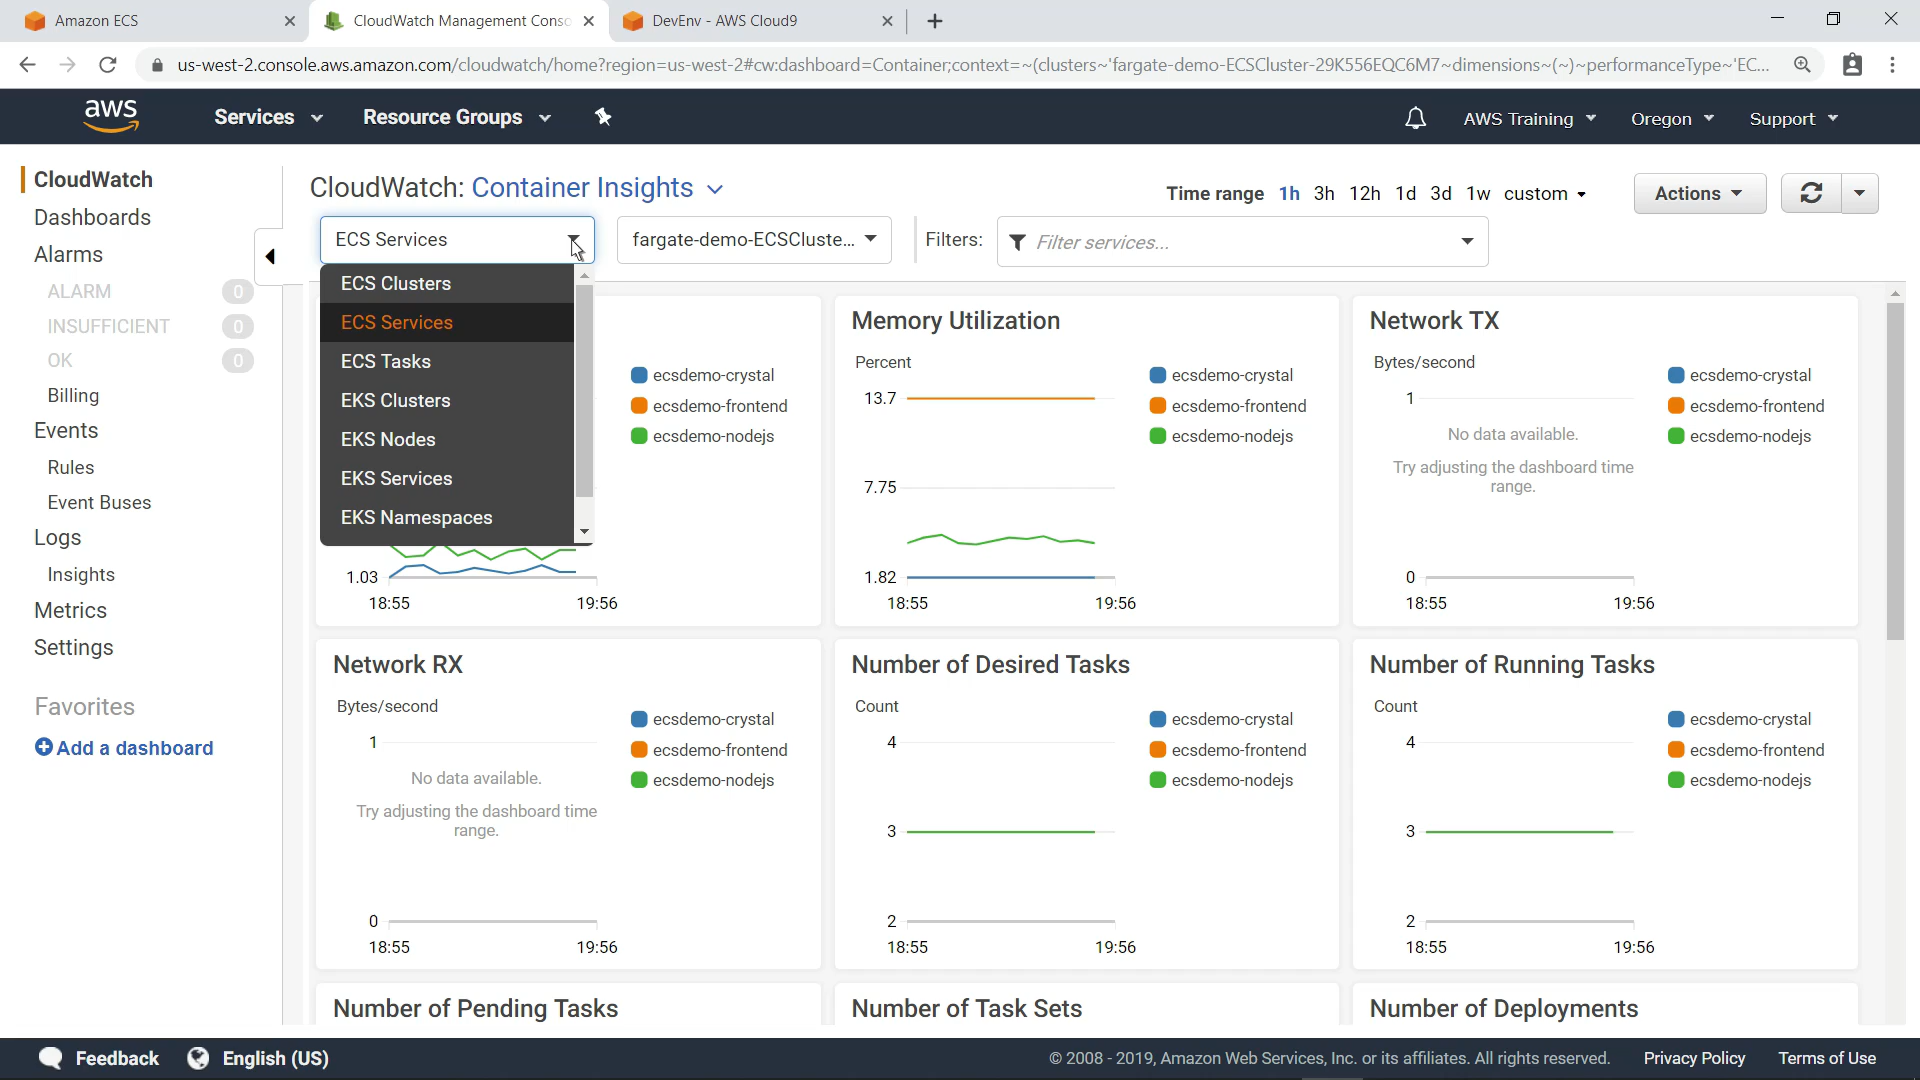 Amazon ECS
CloudWatch Management Conso
DevEnv - AWS Cloud9
us-west-2.console.aws.amazon.com/cloudwatch/home?region=us-west-2#cw:dashboard=Container;context=~(clusters~'fargate-demo-ECSCluster-29K556EQC6M7~dimensions~(~)~performanceType~'EC...
aws
Services
Resource Groups
AWS Training
Oregon
Support
CloudWatch
Dashboards
Alarms
ALARM 0
INSUFFICIENT 0
OK 0
Billing
Events
Rules
Event Buses
Logs
Insights
Metrics
Settings
Favorites
Add a dashboard
CloudWatch: Container Insights
Time range 1h 3h 12h 1d 3d 1w custom
Actions
ECS Services
fargate-demo-ECSCluste...
Filters:
Filter services...
ECS Clusters
ECS Services
ECS Tasks
EKS Clusters
EKS Nodes
EKS Services
EKS Namespaces
ecsdemo-crystal
ecsdemo-frontend
ecsdemo-nodejs
1.03
18:55
19:56
Memory Utilization
Percent
13.7
7.75
1.82
18:55
19:56
ecsdemo-crystal
ecsdemo-frontend
ecsdemo-nodejs
Network TX
Bytes/second
1
No data available.
Try adjusting the dashboard time
range.
0
18:55
19:56
ecsdemo-crystal
ecsdemo-frontend
ecsdemo-nodejs
Network RX
Bytes/second
1
No data available.
Try adjusting the dashboard time
range.
0
18:55
19:56
ecsdemo-crystal
ecsdemo-frontend
ecsdemo-nodejs
Number of Desired Tasks
Count
4
3
2
18:55
19:56
ecsdemo-crystal
ecsdemo-frontend
ecsdemo-nodejs
Number of Running Tasks
Count
4
3
2
18:55
19:56
ecsdemo-crystal
ecsdemo-frontend
ecsdemo-nodejs
Number of Pending Tasks
Number of Task Sets
Number of Deployments
Feedback
English (US)
© 2008 - 2019, Amazon Web Services, Inc. or its affiliates. All rights reserved.
Privacy Policy
Terms of Use